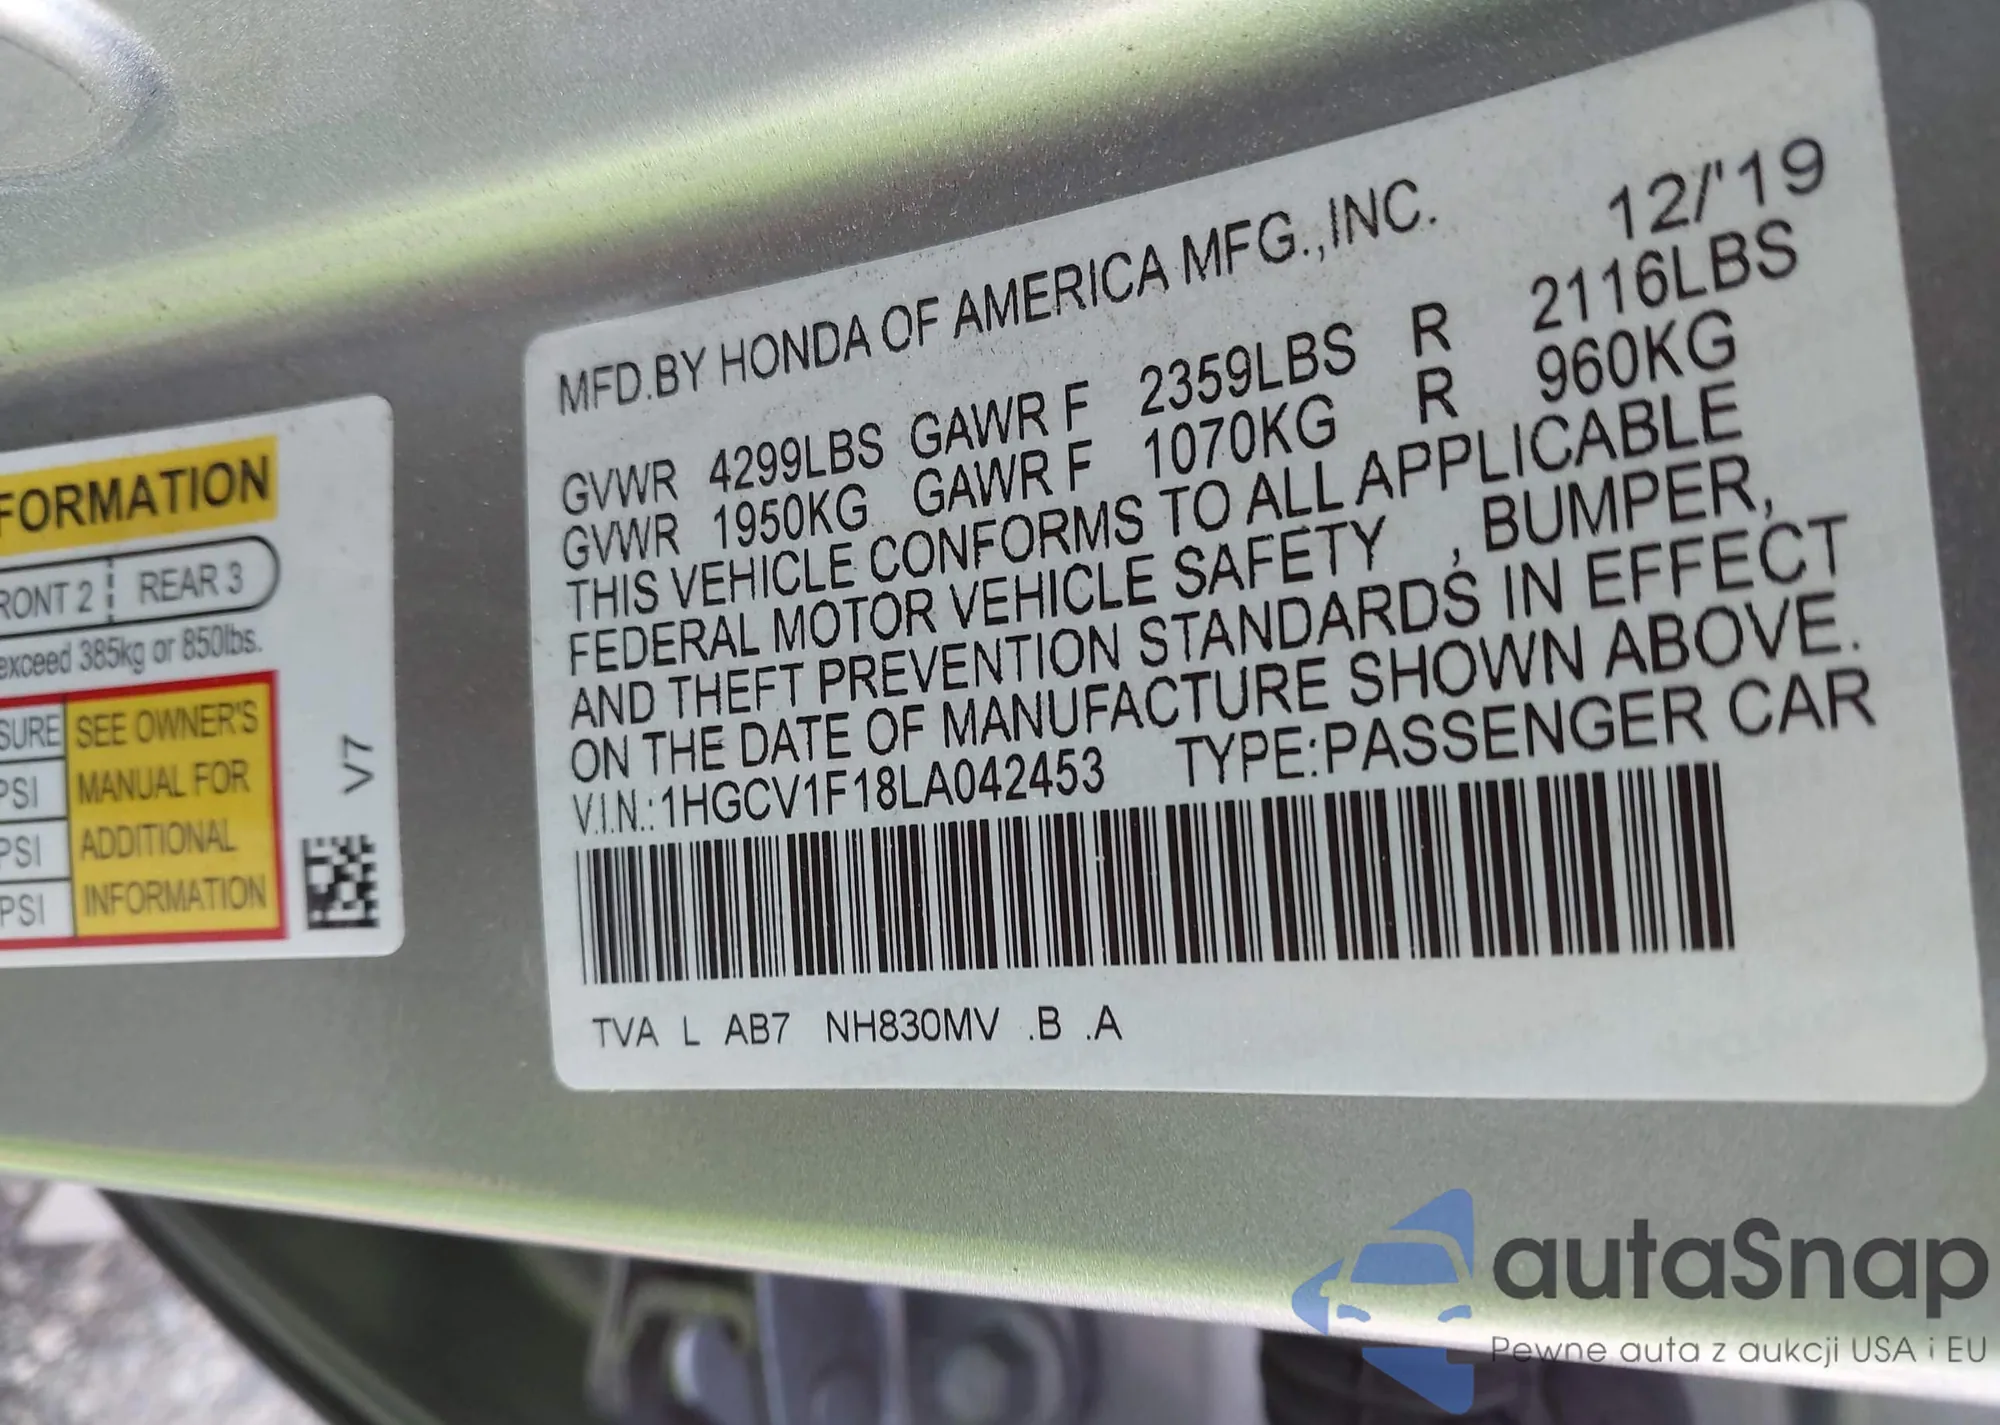 FORMATION
RONT 2 REAR 3
exceed 385kg or 850lbs.
SURE SEE OWNER'S
PSI MANUAL FOR
PSI ADDITIONAL
PSI INFORMATION
V7
MFD.BY HONDA OF AMERICA MFG.,INC. 12/'19
GVWR 4299LBS GAWR F 2359LBS R 2116LBS
GVWR 1950KG GAWR F 1070KG R 960KG
THIS VEHICLE CONFORMS TO ALL APPLICABLE
FEDERAL MOTOR VEHICLE SAFETY , BUMPER,
AND THEFT PREVENTION STANDARDS IN EFFECT
ON THE DATE OF MANUFACTURE SHOWN ABOVE.
V.I.N.:1HGCV1F18LA042453 TYPE:PASSENGER CAR
TVA L AB7 NH830MV .B .A
autaSnap
Pewne auta z aukcji USA i EU